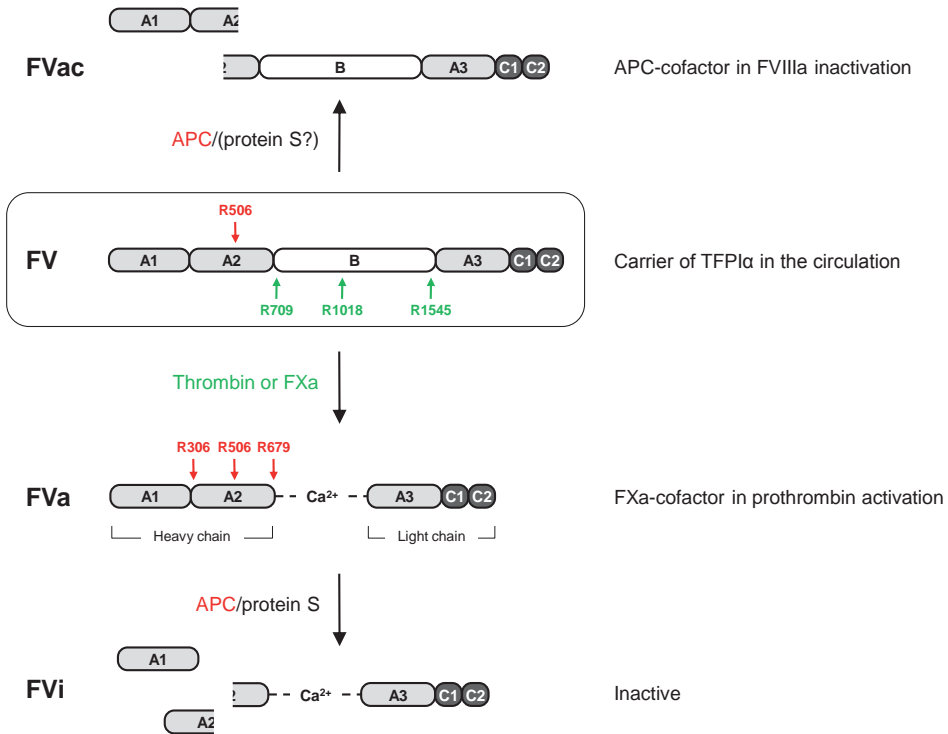 A1 A2
FVac 2 B A3 C1 C2 APC-cofactor in FVIIIa inactivation
APC/(protein S?)
R506
FV A1 A2 B A3 C1 C2 Carrier of TFPIα in the circulation
R709 R1018 R1545
Thrombin or FXa
R306 R506 R679
FVa A1 A2 Ca²⁺ A3 C1 C2 FXa-cofactor in prothrombin activation
Heavy chain Light chain
APC/protein S
A1
FVi 2 Ca²⁺ A3 C1 C2 Inactive
A2